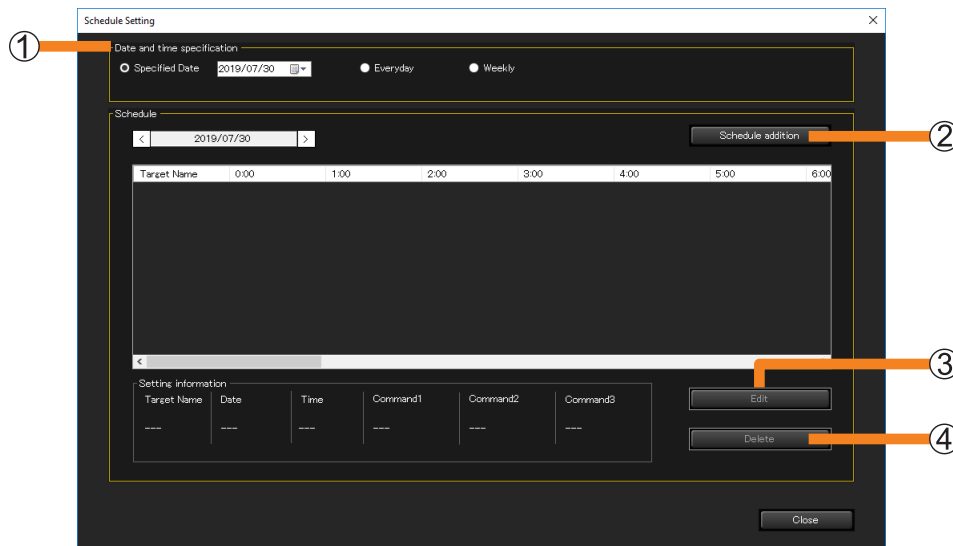 Schedule Setting
① Date and time specification
Specified Date 2019/07/30 Everyday Weekly
Schedule
< 2019/07/30 > Schedule addition ②
Target Name 0:00 1:00 2:00 3:00 4:00 5:00 6:00
③
Setting information
Target Name Date Time Command1 Command2 Command3 Edit
--- --- --- --- --- ---
Delete ④
Close